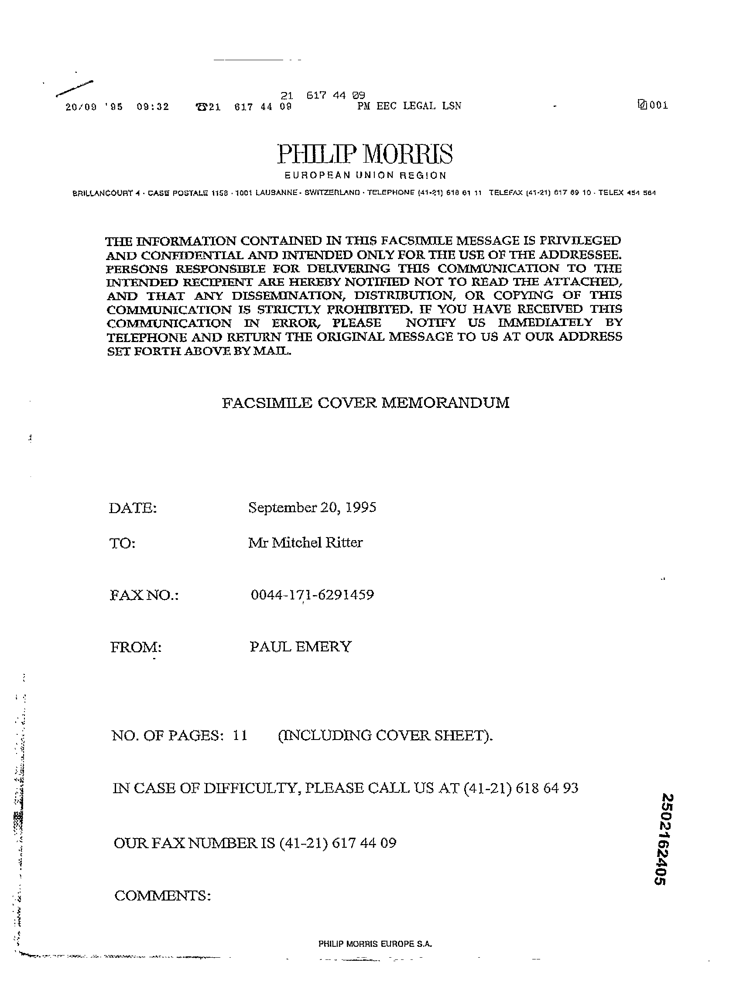 21 617 44 09
20/09 '95 09:32 ☎21 617 44 09 PM EEC LEGAL LSN 001
PHILIP MORRIS
EUROPEAN UNION REGION
BRILLANCOURT 4 - CASE POSTALE 1158 - 1001 LAUSANNE - SWITZERLAND - TELEPHONE (41-21) 618 61 11 TELEFAX (41-21) 617 69 10 - TELEX 454 564
THE INFORMATION CONTAINED IN THIS FACSIMILE MESSAGE IS PRIVILEGED
AND CONFIDENTIAL AND INTENDED ONLY FOR THE USE OF THE ADDRESSEE.
PERSONS RESPONSIBLE FOR DELIVERING THIS COMMUNICATION TO THE
INTENDED RECIPIENT ARE HEREBY NOTIFIED NOT TO READ THE ATTACHED,
AND THAT ANY DISSEMINATION, DISTRIBUTION, OR COPYING OF THIS
COMMUNICATION IS STRICTLY PROHIBITED. IF YOU HAVE RECEIVED THIS
COMMUNICATION IN ERROR, PLEASE NOTIFY US IMMEDIATELY BY
TELEPHONE AND RETURN THE ORIGINAL MESSAGE TO US AT OUR ADDRESS
SET FORTH ABOVE BY MAIL.
FACSIMILE COVER MEMORANDUM
DATE: September 20, 1995
TO: Mr Mitchel Ritter
FAX NO.: 0044-171-6291459
FROM: PAUL EMERY
NO. OF PAGES: 11 (INCLUDING COVER SHEET).
IN CASE OF DIFFICULTY, PLEASE CALL US AT (41-21) 618 64 93
OUR FAX NUMBER IS (41-21) 617 44 09
COMMENTS:
2502162405
PHILIP MORRIS EUROPE S.A.